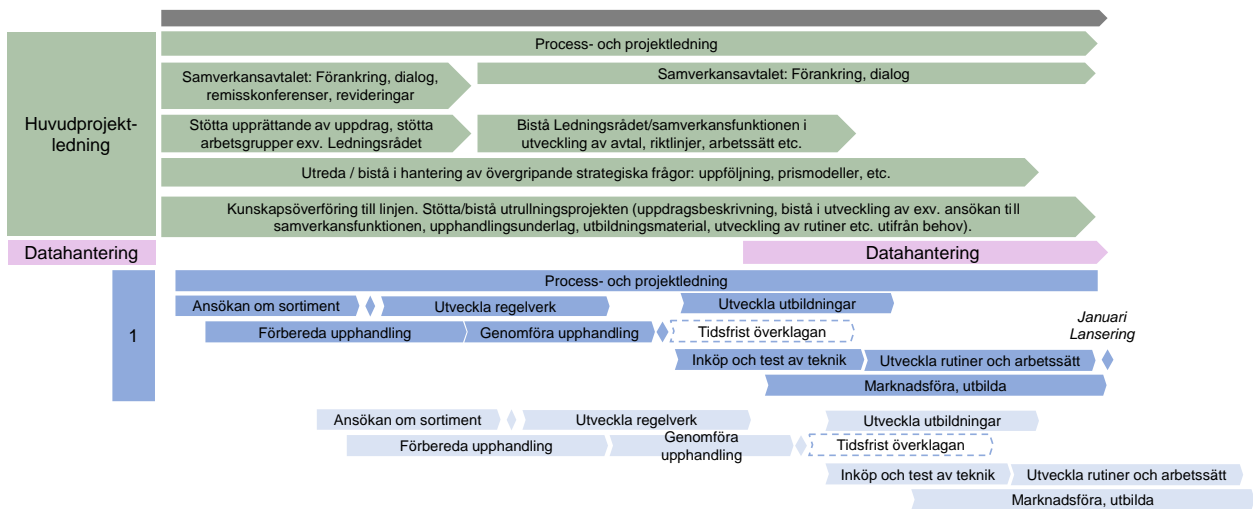 Process- och projektledning
Samverkansavtalet: Förankring, dialog,
remisskonferenser, revideringar
Samverkansavtalet: Förankring, dialog
Huvudprojekt-
ledning
Stötta upprättande av uppdrag, stötta
arbetsgrupper exv. Ledningsrådet
Bistå Ledningsrådet/samverkansfunktionen i
utveckling av avtal, riktlinjer, arbetssätt etc.
Utreda / bistå i hantering av övergripande strategiska frågor: uppföljning, prismodeller, etc.
Kunskapsöverföring till linjen. Stötta/bistå utrullningsprojekten (uppdragsbeskrivning, bistå i utveckling av exv. ansökan till
samverkansfunktionen, upphandlingsunderlag, utbildningsmaterial, utveckling av rutiner etc. utifrån behov).
Datahantering
Datahantering
1
Process- och projektledning
Ansökan om sortiment
Utveckla regelverk
Utveckla utbildningar
Förbereda upphandling
Genomföra upphandling
Tidsfrist överklagan
Januari
Lansering
Inköp och test av teknik
Utveckla rutiner och arbetssätt
Marknadsföra, utbilda
Ansökan om sortiment
Utveckla regelverk
Utveckla utbildningar
Förbereda upphandling
Genomföra
upphandling
Tidsfrist överklagan
Inköp och test av teknik
Utveckla rutiner och arbetssätt
Marknadsföra, utbilda